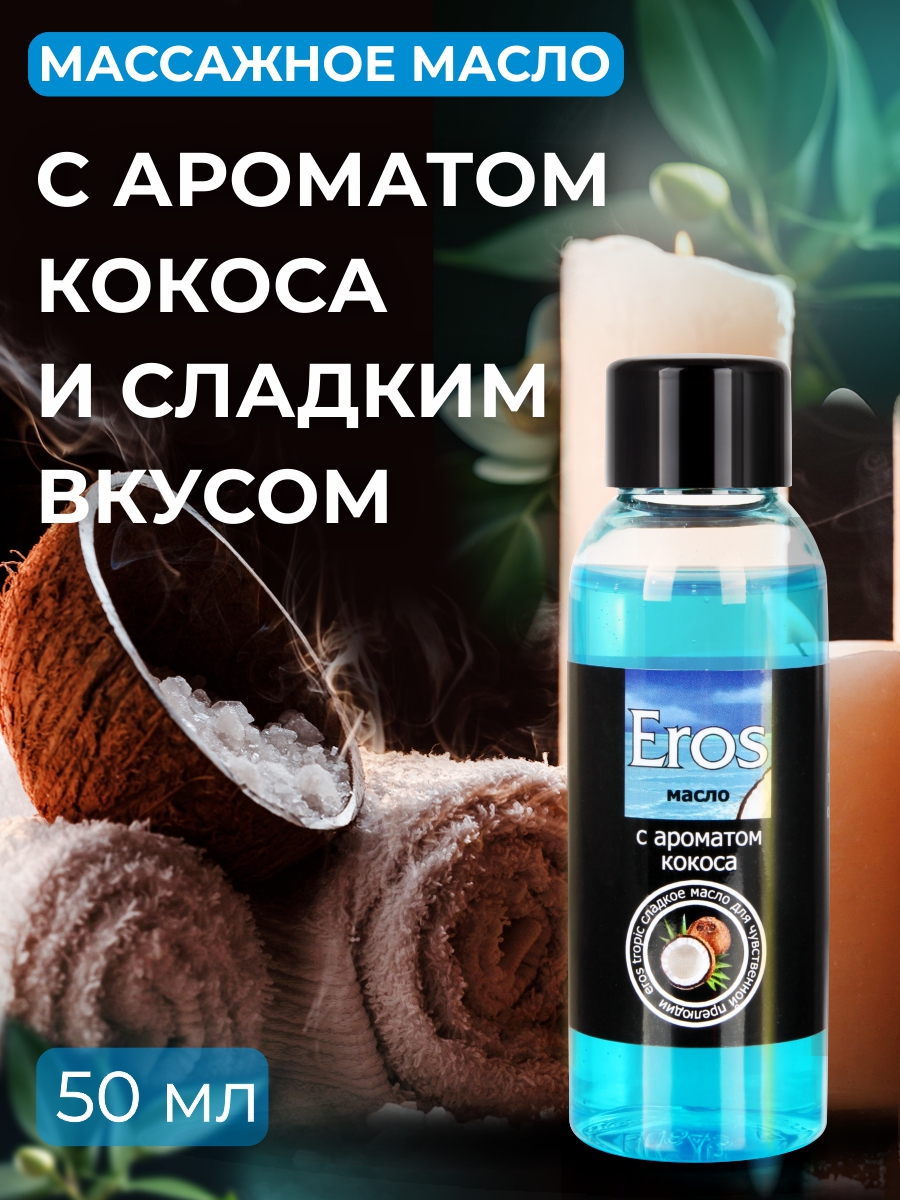 МАССАЖНОЕ МАСЛО
С АРОМАТОМ
КОКОСА
И СЛАДКИМ
ВКУСОМ
Eros
масло
с ароматом
кокоса
eros tropic сладкое масло для чувственной прелюдии
50 мл